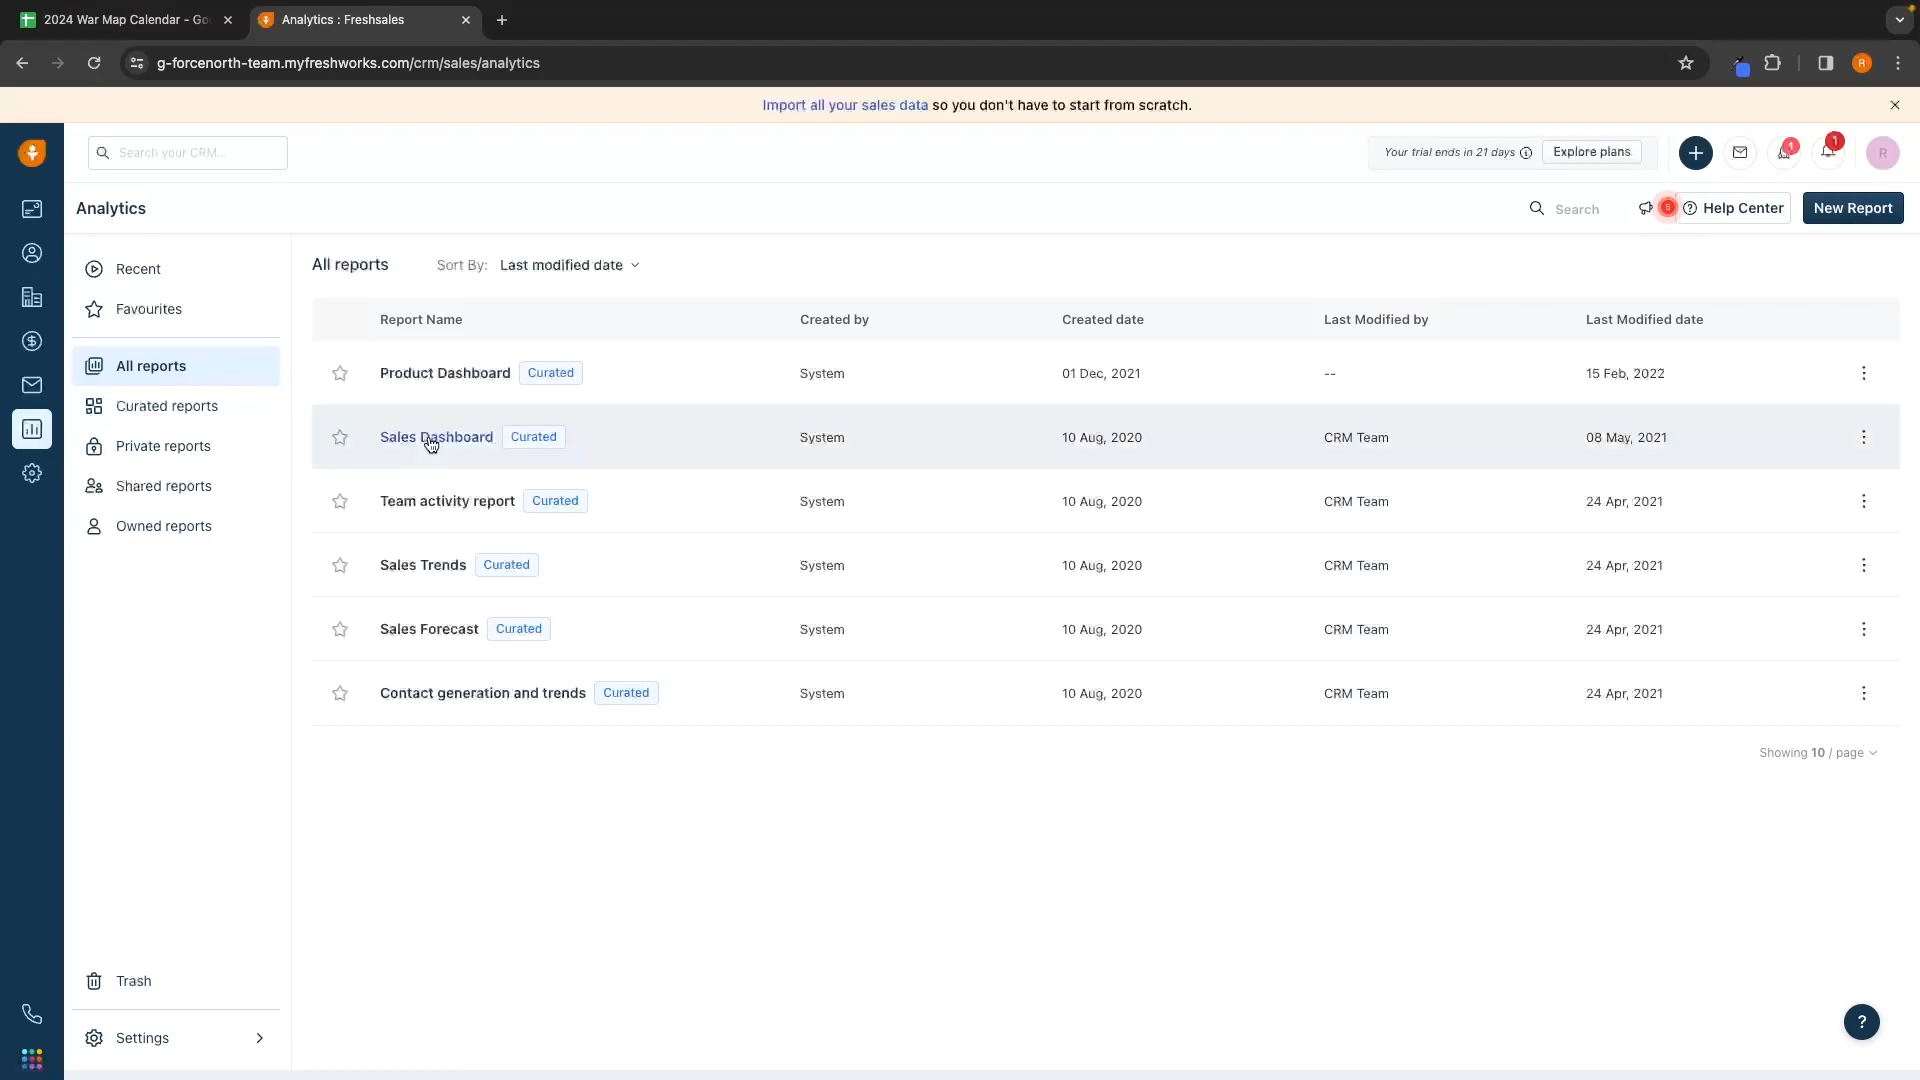 2024 War Map Calendar - Go
Analytics : Freshsales
g-forcenorth-team.myfreshworks.com/crm/sales/analytics
R
Import all your sales data so you don't have to start from scratch.
Search your CRM...
Your trial ends in 21 days
Explore plans
1
1
R
Analytics
Search
5
Help Center
New Report
Recent
Favourites
All reports
Curated reports
Private reports
Shared reports
Owned reports
Trash
Settings
All reports
Sort By: Last modified date
Report Name Created by Created date Last Modified by Last Modified date
Product Dashboard Curated System 01 Dec, 2021 -- 15 Feb, 2022
Sales Dashboard Curated System 10 Aug, 2020 CRM Team 08 May, 2021
Team activity report Curated System 10 Aug, 2020 CRM Team 24 Apr, 2021
Sales Trends Curated System 10 Aug, 2020 CRM Team 24 Apr, 2021
Sales Forecast Curated System 10 Aug, 2020 CRM Team 24 Apr, 2021
Contact generation and trends Curated System 10 Aug, 2020 CRM Team 24 Apr, 2021
Showing 10 / page
?